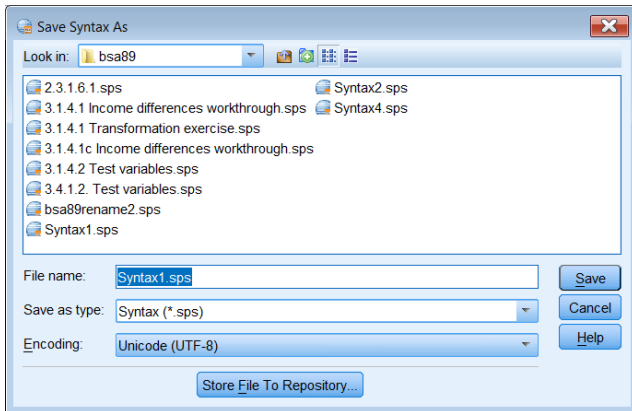 Save Syntax As
Look in: bsa89
2.3.1.6.1.sps
3.1.4.1 Income differences workthrough.sps
3.1.4.1 Transformation exercise.sps
3.1.4.1c Income differences workthrough.sps
3.1.4.2 Test variables.sps
3.4.1.2. Test variables.sps
bsa89rename2.sps
Syntax1.sps
Syntax2.sps
Syntax4.sps
File name: Syntax1.sps Save
Save as type: Syntax (*.sps) Cancel
Encoding: Unicode (UTF-8) Help
Store File To Repository...